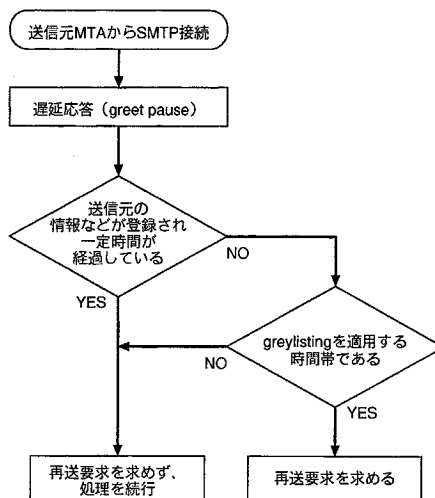 送信元MTAからSMTP接続
遅延応答（greet pause）
送信元の
情報などが登録され
一定時間が
経過している
NO
YES
greylistingを適用する
時間帯である
NO
YES
再送要求を求めず、
処理を続行
再送要求を求める